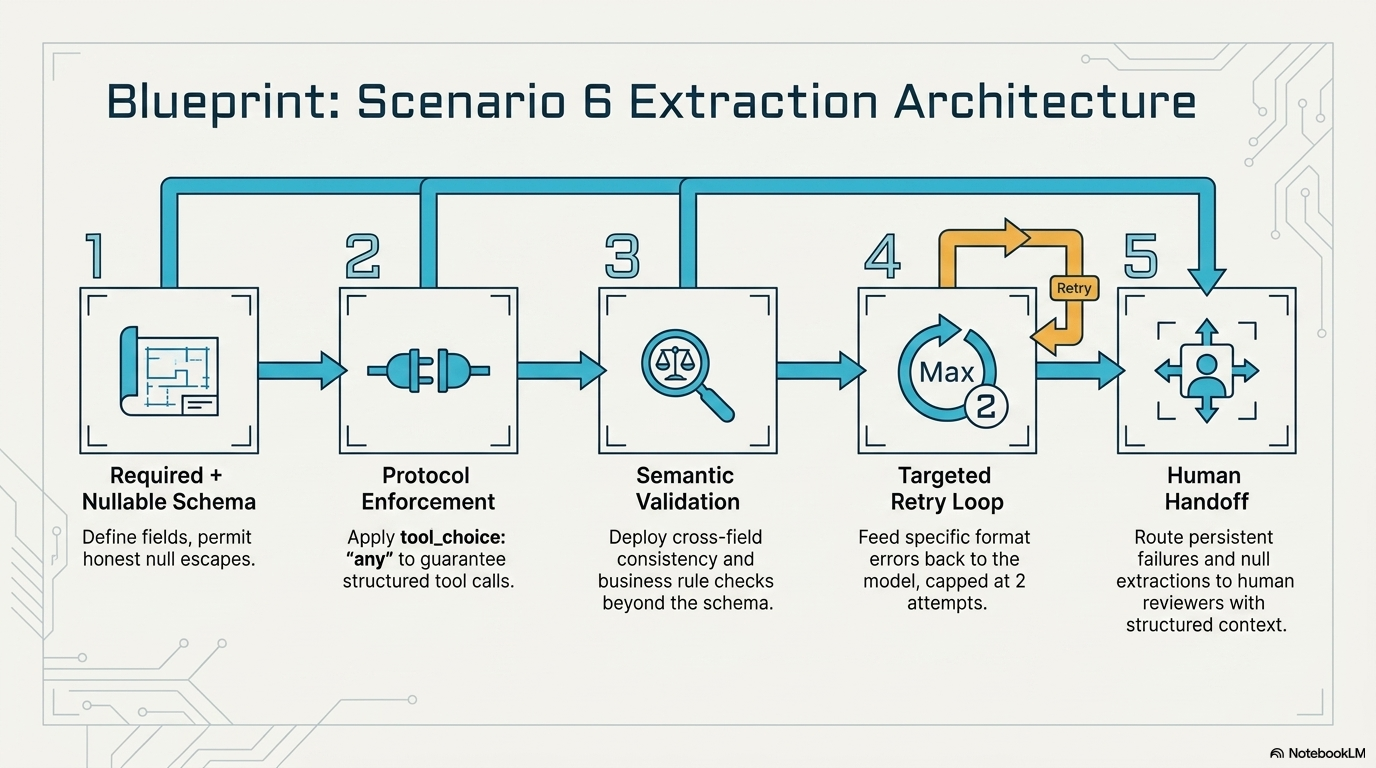 Blueprint: Scenario 6 Extraction Architecture
1
Required +
Nullable Schema
Define fields, permit
honest null escapes.
2
Protocol
Enforcement
Apply tool_choice:
“any” to guarantee
structured tool calls.
3
Semantic
Validation
Deploy cross-field
consistency and
business rule checks
beyond the schema.
4
Retry
Max
2
Targeted
Retry Loop
Feed specific format
errors back to the
model, capped at 2
attempts.
5
Human
Handoff
Route persistent
failures and null
extractions to human
reviewers with
structured context.
NotebookLM